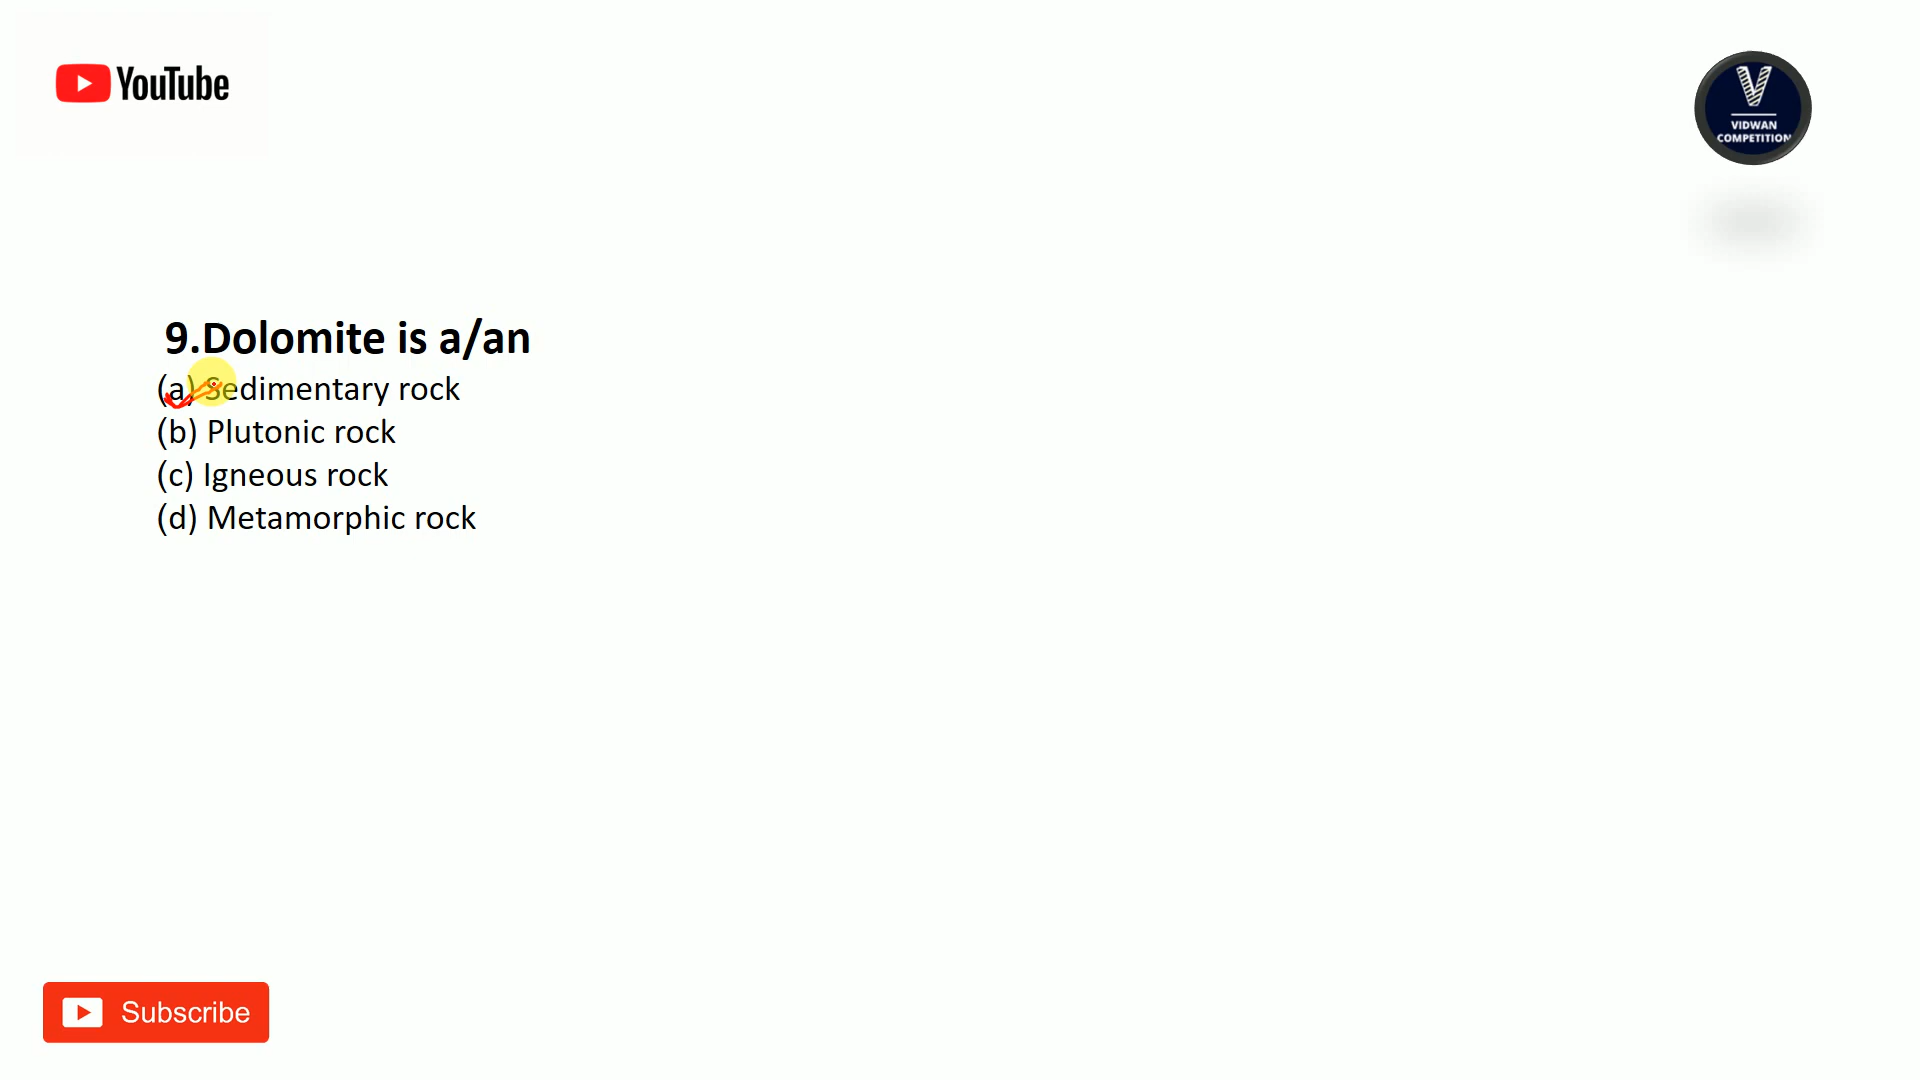 YouTube
V
VIDWAN
COMPETITION
9.Dolomite is a/an
(a) Sedimentary rock
(b) Plutonic rock
(c) Igneous rock
(d) Metamorphic rock
Subscribe